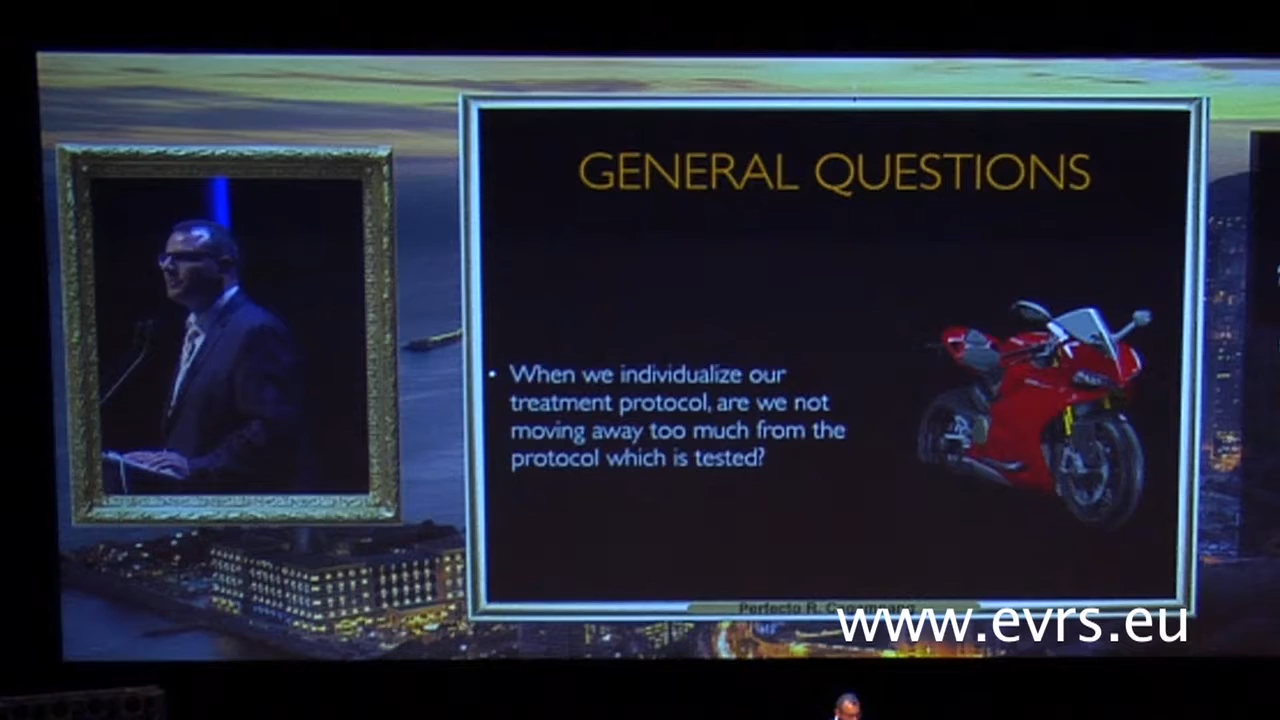 GENERAL QUESTIONS
• When we individualize our
treatment protocol, are we not
moving away too much from the
protocol which is tested?
Perfecto R.
www.evrs.eu